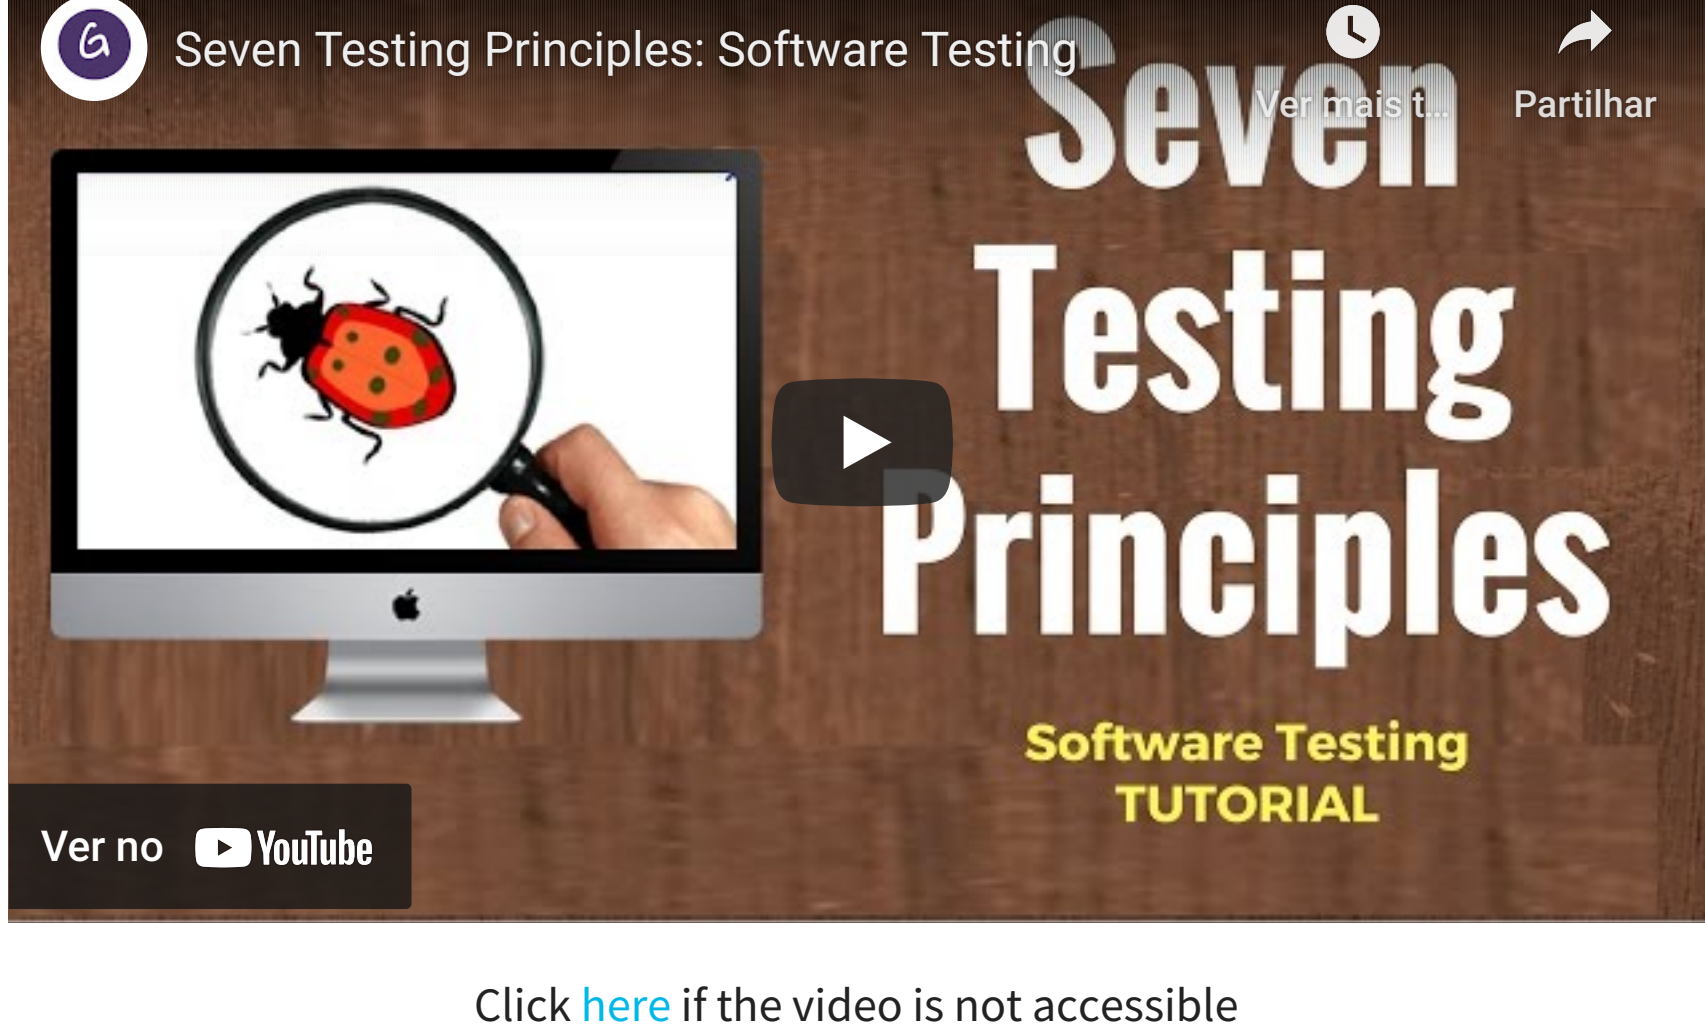 G
Seven Testing Principles: Software Testing
Ver mais t...
Partilhar
Seven
Testing
Principles
Software Testing
TUTORIAL
Ver no YouTube
Click here if the video is not accessible